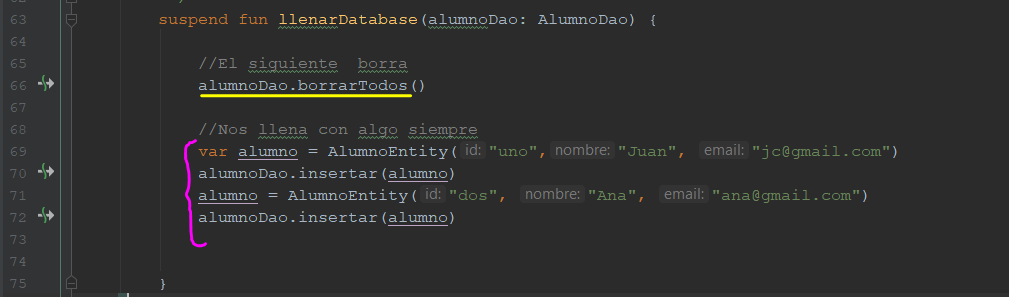 63 suspend fun llenarDatabase(alumnoDao: AlumnoDao) {
64
65 //El siguiente  borra
66 alumnoDao.borrarTodos()
67
68 //Nos llena con algo siempre
69 var alumno = AlumnoEntity( id: "uno", nombre: "Juan", email: "jc@gmail.com")
70 alumnoDao.insertar(alumno)
71 alumno = AlumnoEntity( id: "dos", nombre: "Ana", email: "ana@gmail.com")
72 alumnoDao.insertar(alumno)
73
74
75 }